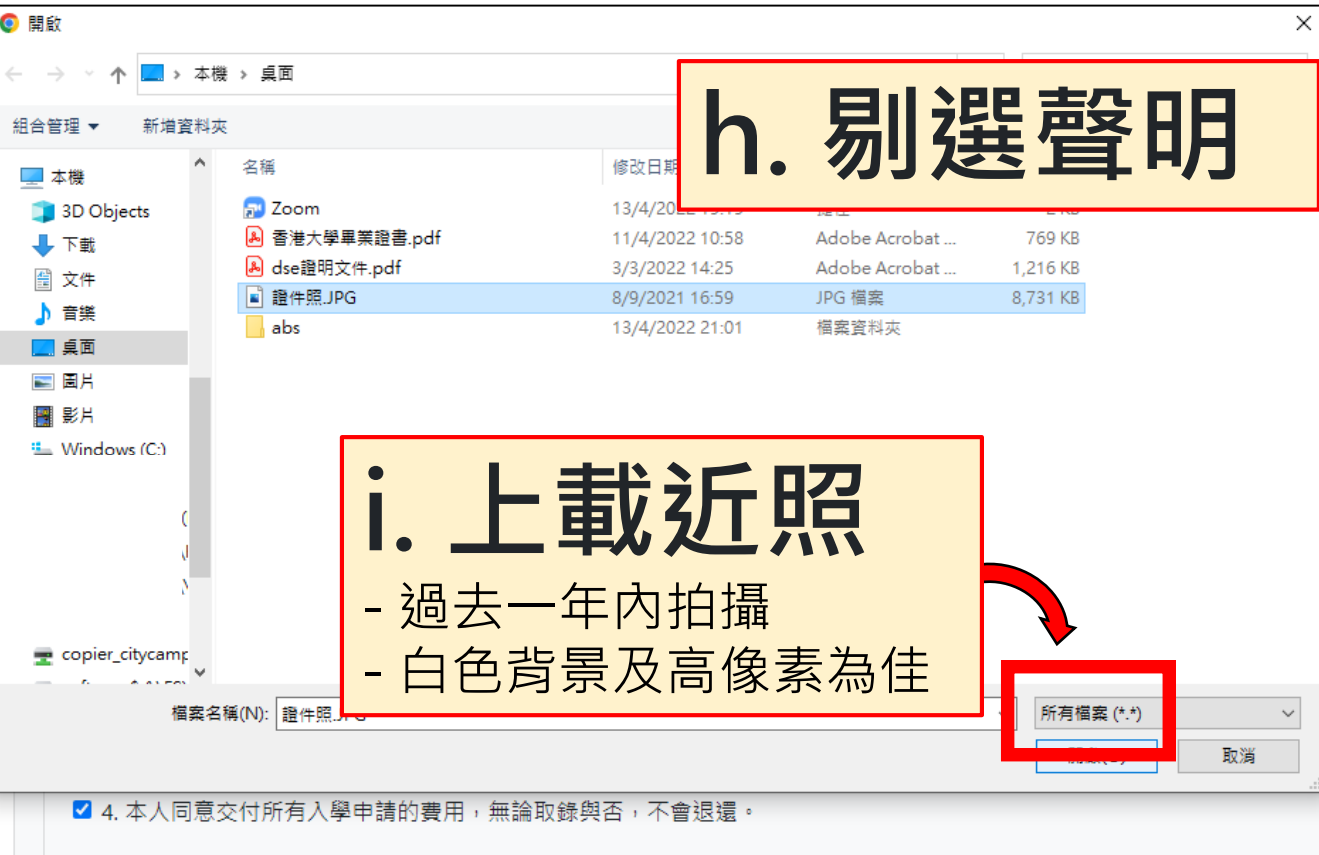 開啟
本機 › 桌面
組合管理 新增資料夾
h. 剔選聲明
名稱 修改日期
本機
3D Objects
下載
文件
音樂
桌面
圖片
影片
Windows (C:)
copier_citycamp
Zoom
香港大學畢業證書.pdf 11/4/2022 10:58 Adobe Acrobat ... 769 KB
dse證明文件.pdf 3/3/2022 14:25 Adobe Acrobat ... 1,216 KB
證件照.JPG 8/9/2021 16:59 JPG 檔案 8,731 KB
abs 13/4/2022 21:01 檔案資料夾
i. 上載近照
- 過去一年內拍攝
- 白色背景及高像素為佳
檔案名稱(N): 證件照.JPG 所有檔案 (*.*)
取消
4. 本人同意交付所有入學申請的費用，無論取錄與否，不會退還。